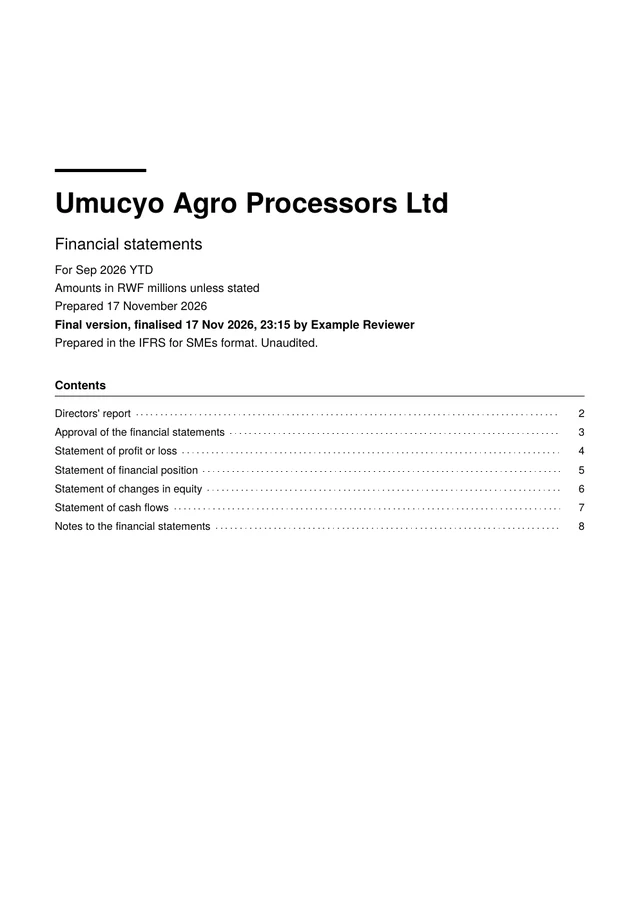 Umucyo Agro Processors Ltd
Financial statements
For Sep 2026 YTD
Amounts in RWF millions unless stated
Prepared 17 November 2026
Final version, finalised 17 Nov 2026, 23:15 by Example Reviewer
Prepared in the IFRS for SMEs format. Unaudited.
Contents
Directors' report 2
Approval of the financial statements 3
Statement of profit or loss 4
Statement of financial position 5
Statement of changes in equity 6
Statement of cash flows 7
Notes to the financial statements 8